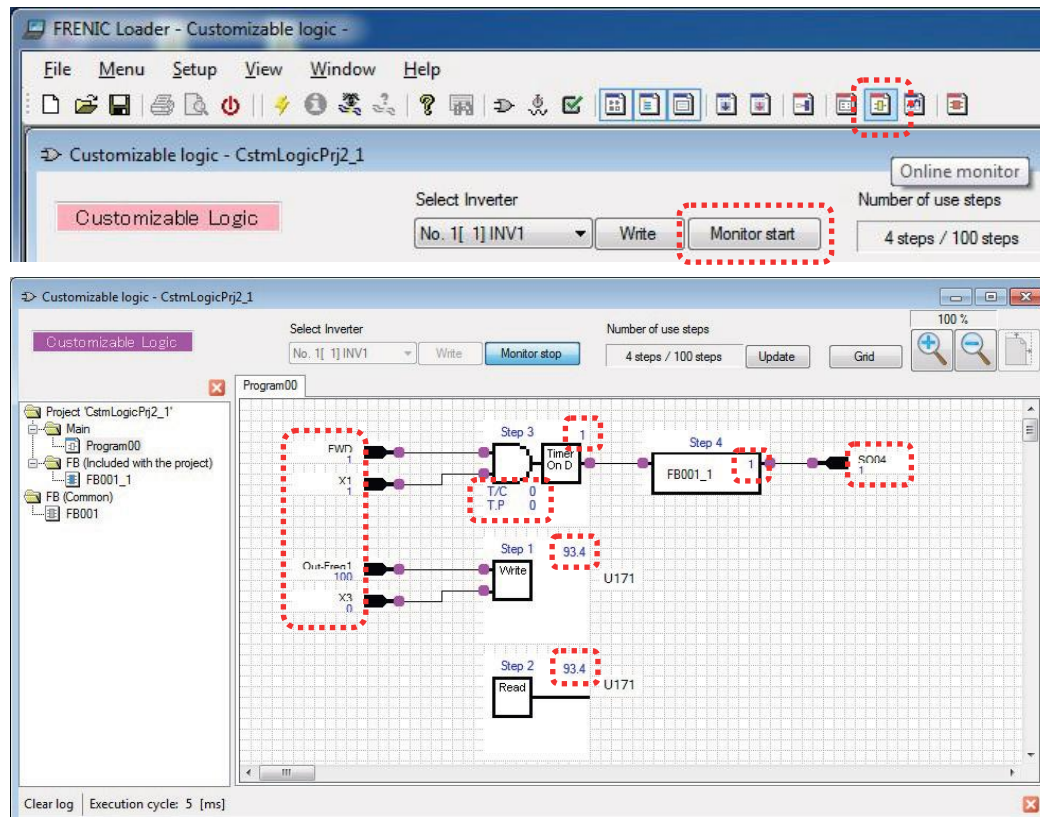 FRENIC Loader - Customizable logic -
File Menu Setup View Window Help
Customizable logic - CstmLogicPrj2_1
Online monitor
Customizable Logic
Select Inverter
No. 1[ 1] INV1
Write
Monitor start
Number of use steps
4 steps / 100 steps
Customizable logic - CstmLogicPrj2_1
Customizable Logic
Select Inverter
No. 1[ 1] INV1
Write
Monitor stop
Number of use steps
4 steps / 100 steps
Update
Grid
100 %
Project 'CstmLogicPrj2_1'
Main
Program00
FB (Included with the project)
FB001_1
FB (Common)
FB001
Program00
FWD
1
X1
1
Step 3
1
Timer
On D
T/C 0
T.P 0
Step 4
FB001_1
1
SO04
1
Out-Freq1
100
X3
0
Step 1
93.4
Write
U171
Step 2
93.4
Read
U171
Clear log
Execution cycle: 5 [ms]